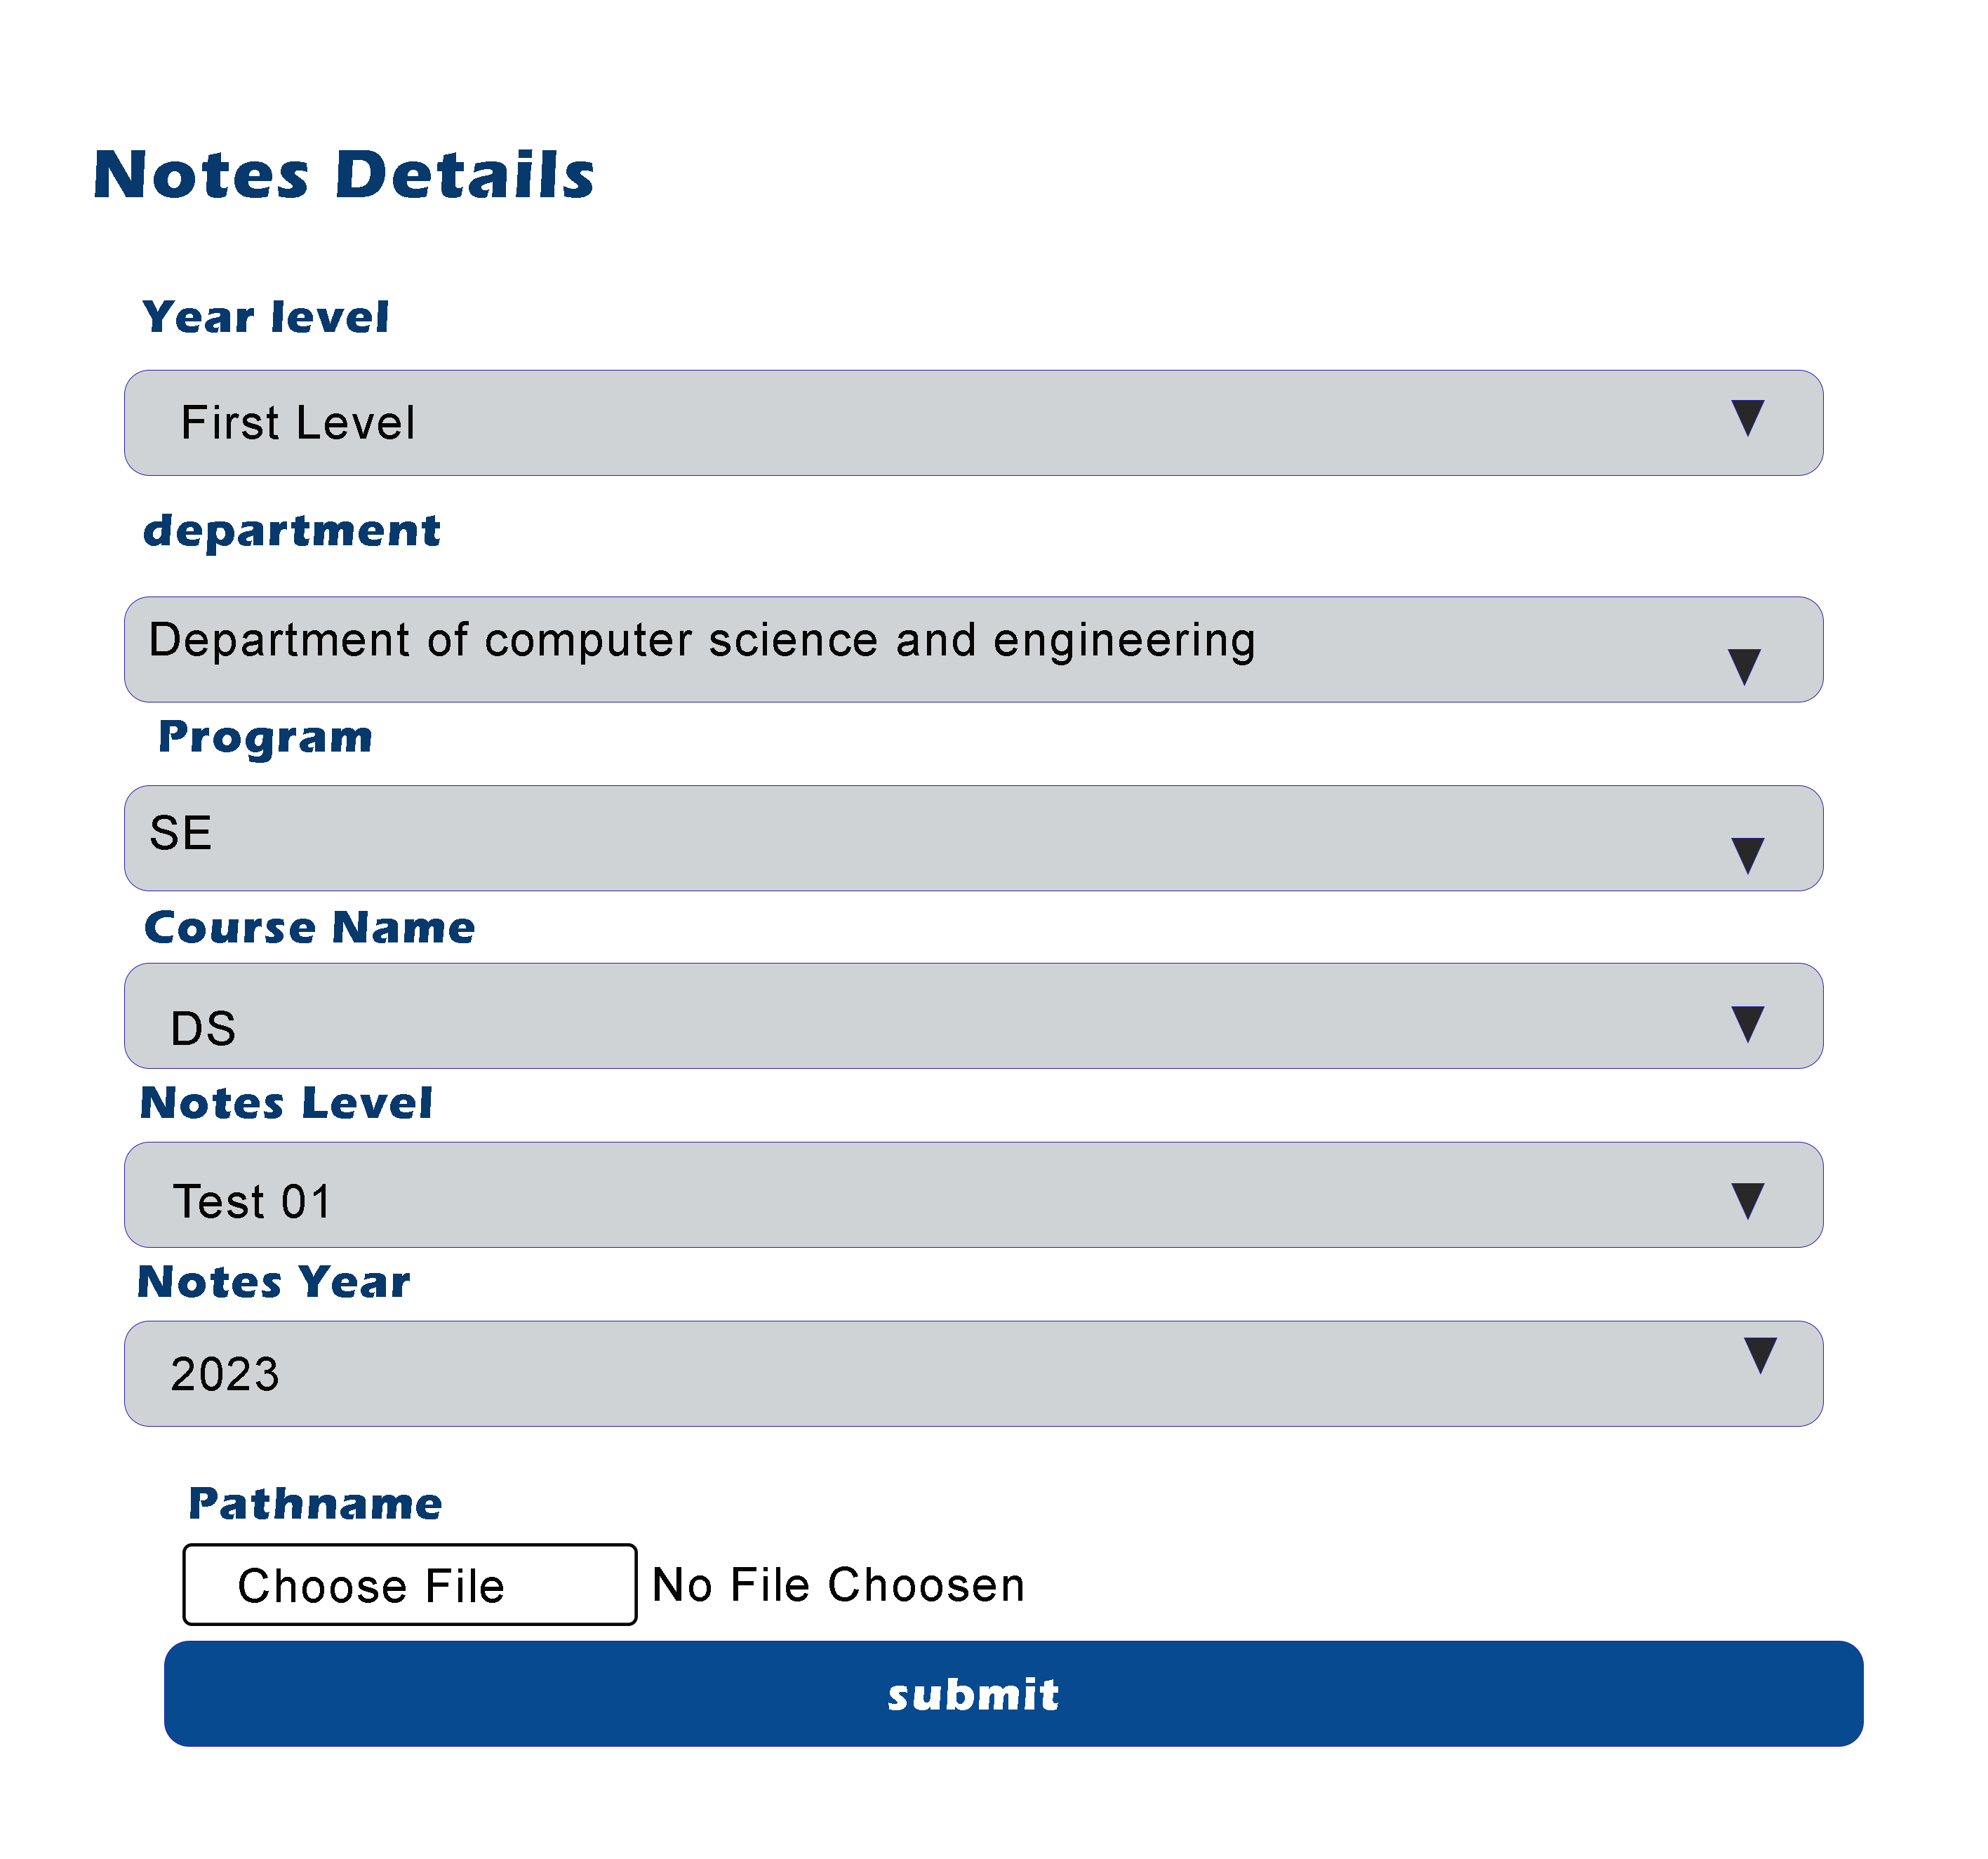 Notes Details
Year level
First Level
department
Department of computer science and engineering
Program
SE
Course Name
DS
Notes Level
Test 01
Notes Year
2023
Pathname
Choose File No File Choosen
submit